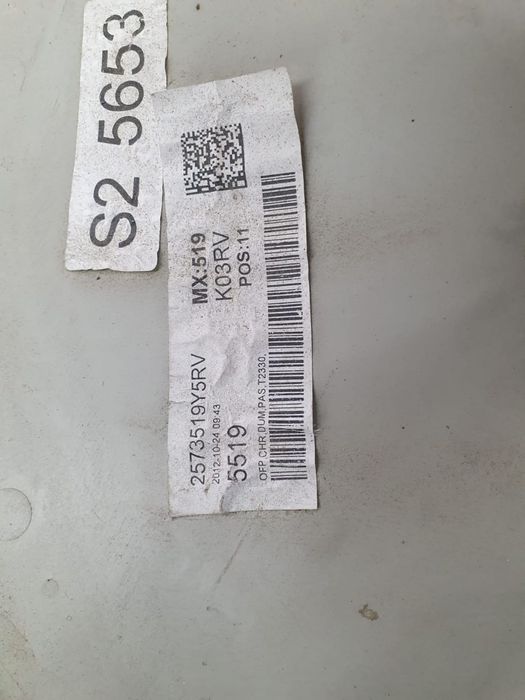 S2 5653
MX:519
K03RV
POS:11
2573519Y5RV
2012-10-24 09:43
5519
OFP.CHR.DUM.PAS.T2330,